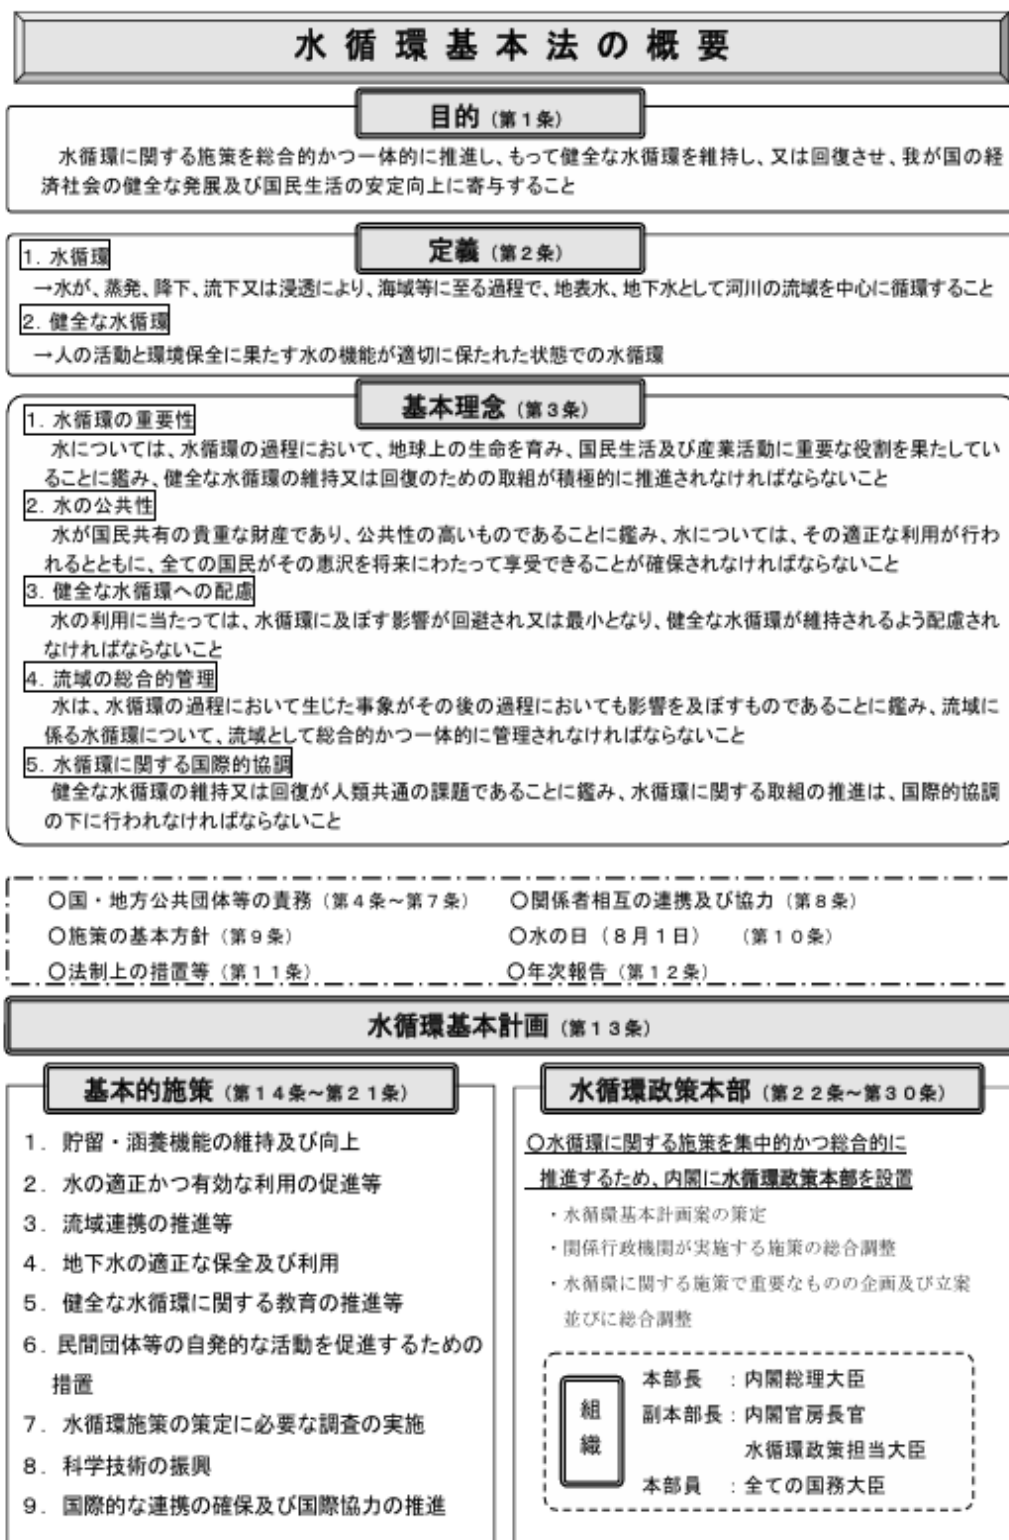 水循環基本法の概要
目的（第１条）
水循環に関する施策を総合的かつ一体的に推進し、もって健全な水循環を維持し、又は回復させ、我が国の経
済社会の健全な発展及び国民生活の安定向上に寄与すること
定義（第２条）
1. 水循環
→水が、蒸発、降下、流下又は浸透により、海域等に至る過程で、地表水、地下水として河川の流域を中心に循環すること
2. 健全な水循環
→人の活動と環境保全に果たす水の機能が適切に保たれた状態での水循環
基本理念（第３条）
1. 水循環の重要性
水については、水循環の過程において、地球上の生命を育み、国民生活及び産業活動に重要な役割を果たしてい
ることに鑑み、健全な水循環の維持又は回復のための取組が積極的に推進されなければならないこと
2. 水の公共性
水が国民共有の貴重な財産であり、公共性の高いものであることに鑑み、水については、その適正な利用が行わ
れるとともに、全ての国民がその恵沢を将来にわたって享受できることが確保されなければならないこと
3. 健全な水循環への配慮
水の利用に当たっては、水循環に及ぼす影響が回避され又は最小となり、健全な水循環が維持されるよう配慮され
なければならないこと
4. 流域の総合的管理
水は、水循環の過程において生じた事象がその後の過程においても影響を及ぼすものであることに鑑み、流域に
係る水循環について、流域として総合的かつ一体的に管理されなければならないこと
5. 水循環に関する国際的協調
健全な水循環の維持又は回復が人類共通の課題であることに鑑み、水循環に関する取組の推進は、国際的協調
の下に行われなければならないこと
○国・地方公共団体等の責務（第４条～第７条） ○関係者相互の連携及び協力（第８条）
○施策の基本方針（第９条） ○水の日（８月１日） （第１０条）
○法制上の措置等（第１１条） ○年次報告（第１２条）
水循環基本計画（第１３条）
基本的施策（第１４条～第２１条）
１．貯留・涵養機能の維持及び向上
２．水の適正かつ有効な利用の促進等
３．流域連携の推進等
４．地下水の適正な保全及び利用
５．健全な水循環に関する教育の推進等
６．民間団体等の自発的な活動を促進するための
措置
７．水循環施策の策定に必要な調査の実施
８．科学技術の振興
９．国際的な連携の確保及び国際協力の推進
水循環政策本部（第２２条～第３０条）
○水循環に関する施策を集中的かつ総合的に
推進するため、内閣に水循環政策本部を設置
・水循環基本計画案の策定
・関係行政機関が実施する施策の総合調整
・水循環に関する施策で重要なものの企画及び立案
並びに総合調整
組織
本部長 ：内閣総理大臣
副本部長：内閣官房長官
水循環政策担当大臣
本部員 ：全ての国務大臣